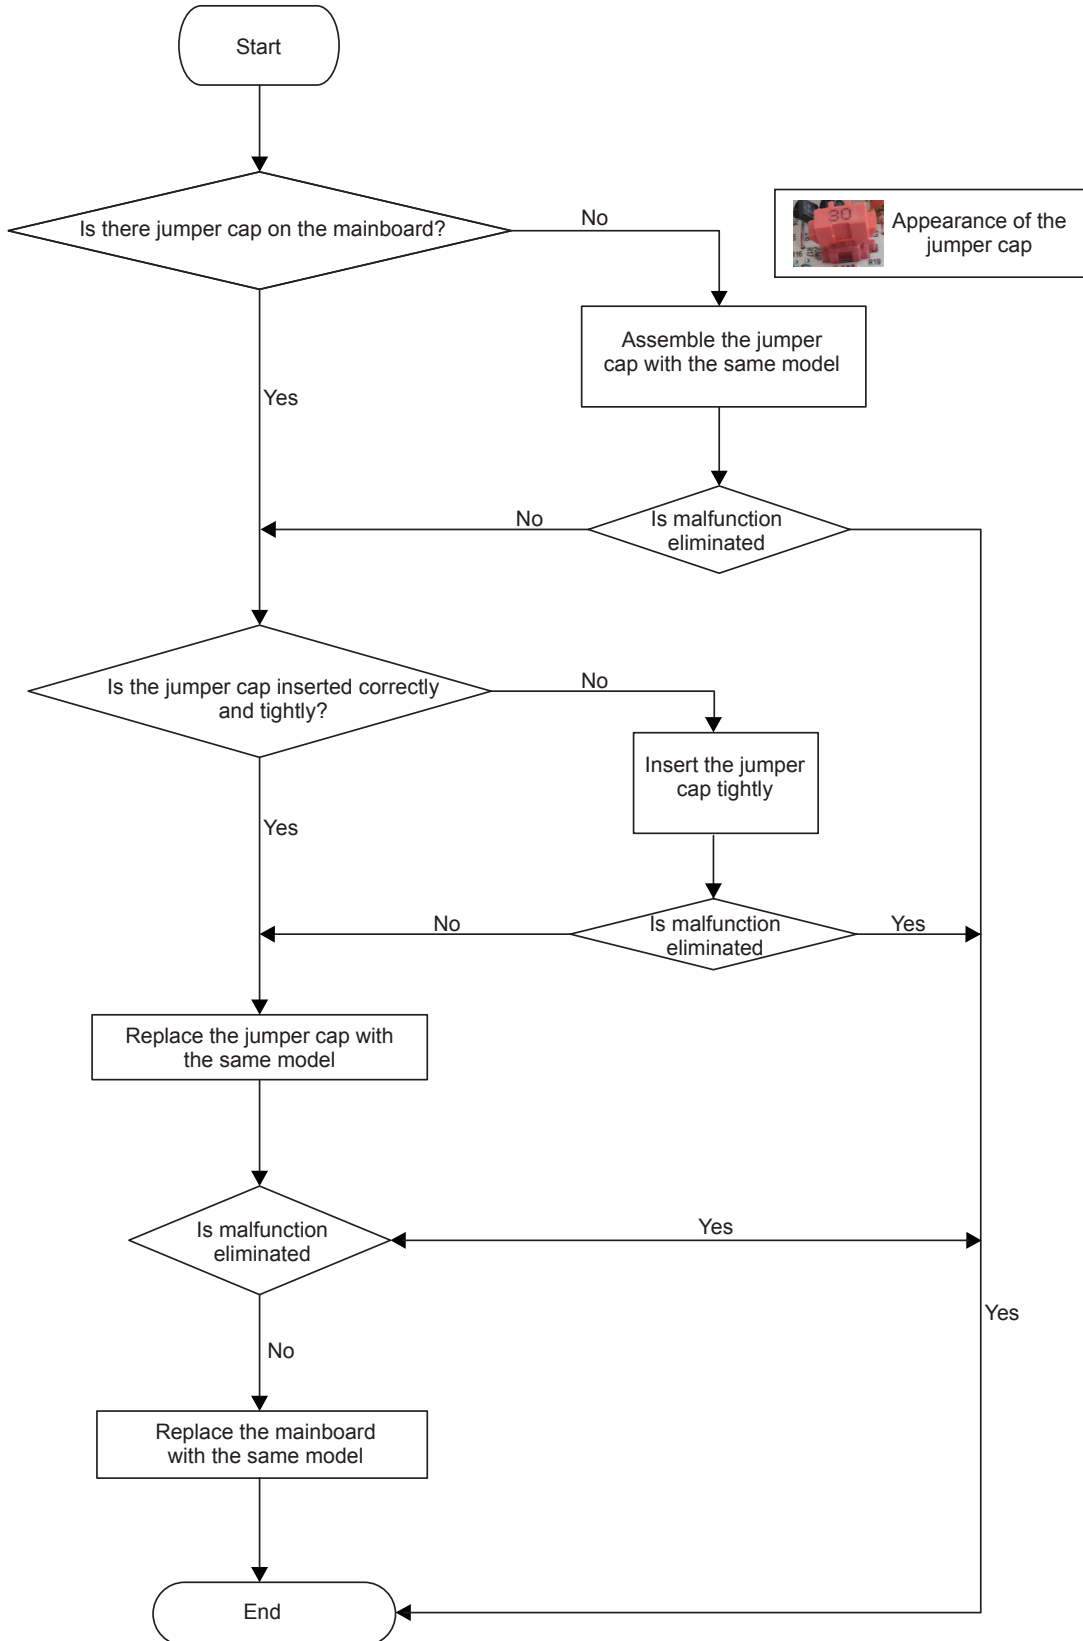 Start
Is there jumper cap on the mainboard?
No
30
Appearance of the
jumper cap
Assemble the jumper
cap with the same model
Yes
No
Is malfunction
eliminated
Is the jumper cap inserted correctly
and tightly?
No
Insert the jumper
cap tightly
Yes
No
Is malfunction
eliminated
Yes
Replace the jumper cap with
the same model
Is malfunction
eliminated
Yes
Yes
No
Replace the mainboard
with the same model
End